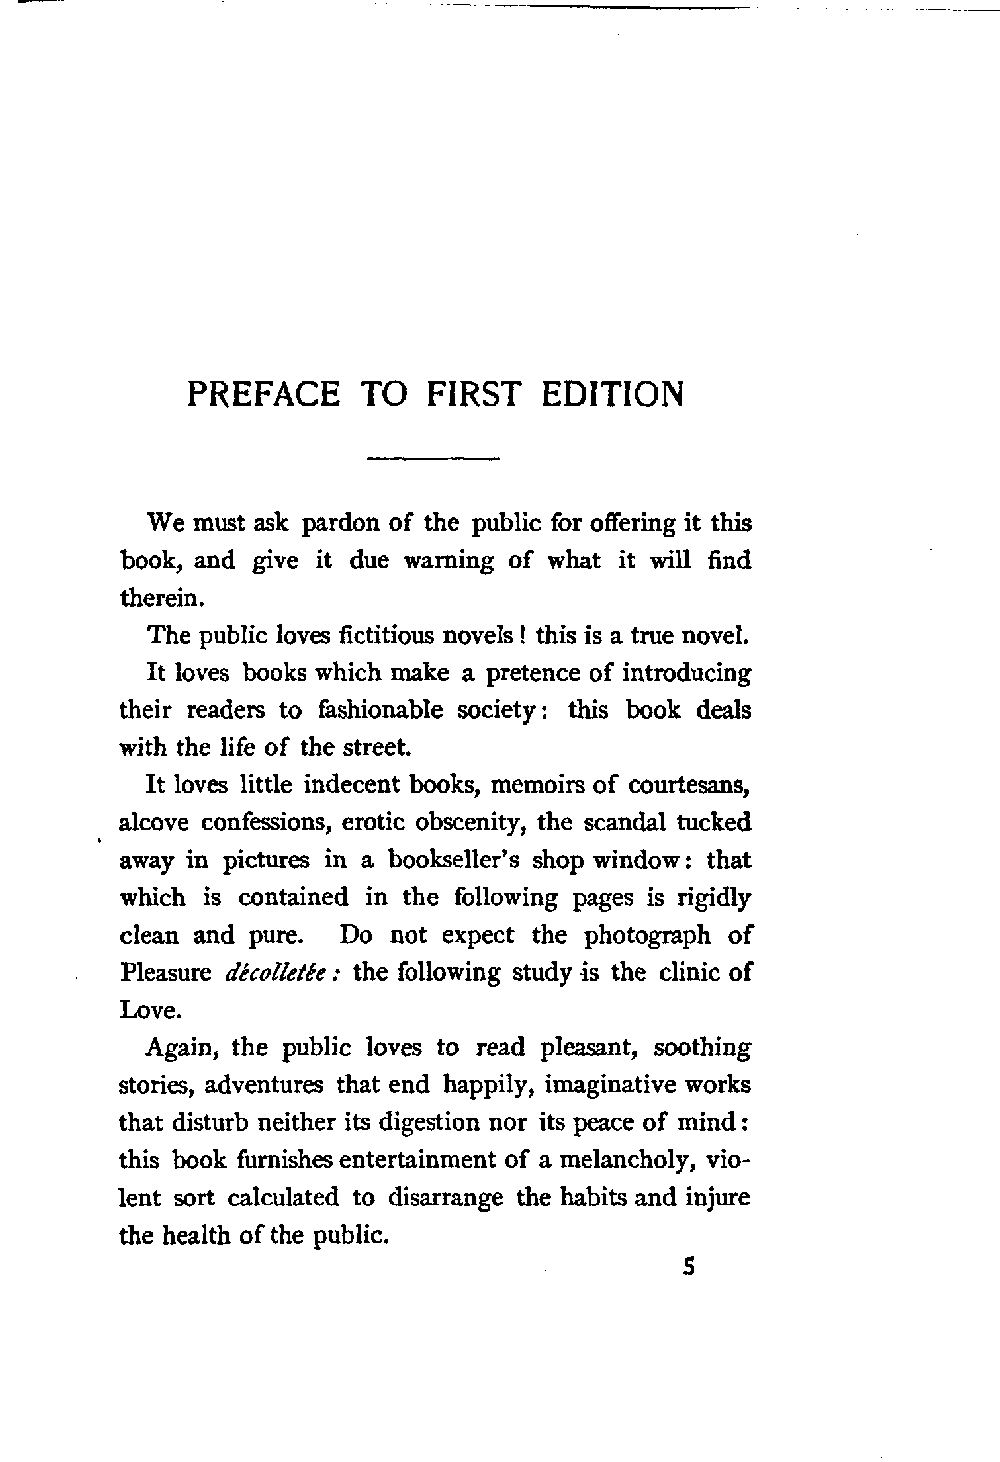 PREFACE TO FIRST EDITION
We must ask pardon of the public for offering it this
book, and give it due warning of what it will find
therein.
The public loves fictitious novels! this is a true novel.
It loves books which make a pretence of introducing
their readers to fashionable society: this book deals
with the life of the street.
It loves little indecent books, memoirs of courtesans,
alcove confessions, erotic obscenity, the scandal tucked
away in pictures in a bookseller's shop window: that
which is contained in the following pages is rigidly
clean and pure. Do not expect the photograph of
Pleasure décolletée: the following study is the clinic of
Love.
Again, the public loves to read pleasant, soothing
stories, adventures that end happily, imaginative works
that disturb neither its digestion nor its peace of mind:
this book furnishes entertainment of a melancholy, vio-
lent sort calculated to disarrange the habits and injure
the health of the public.
5